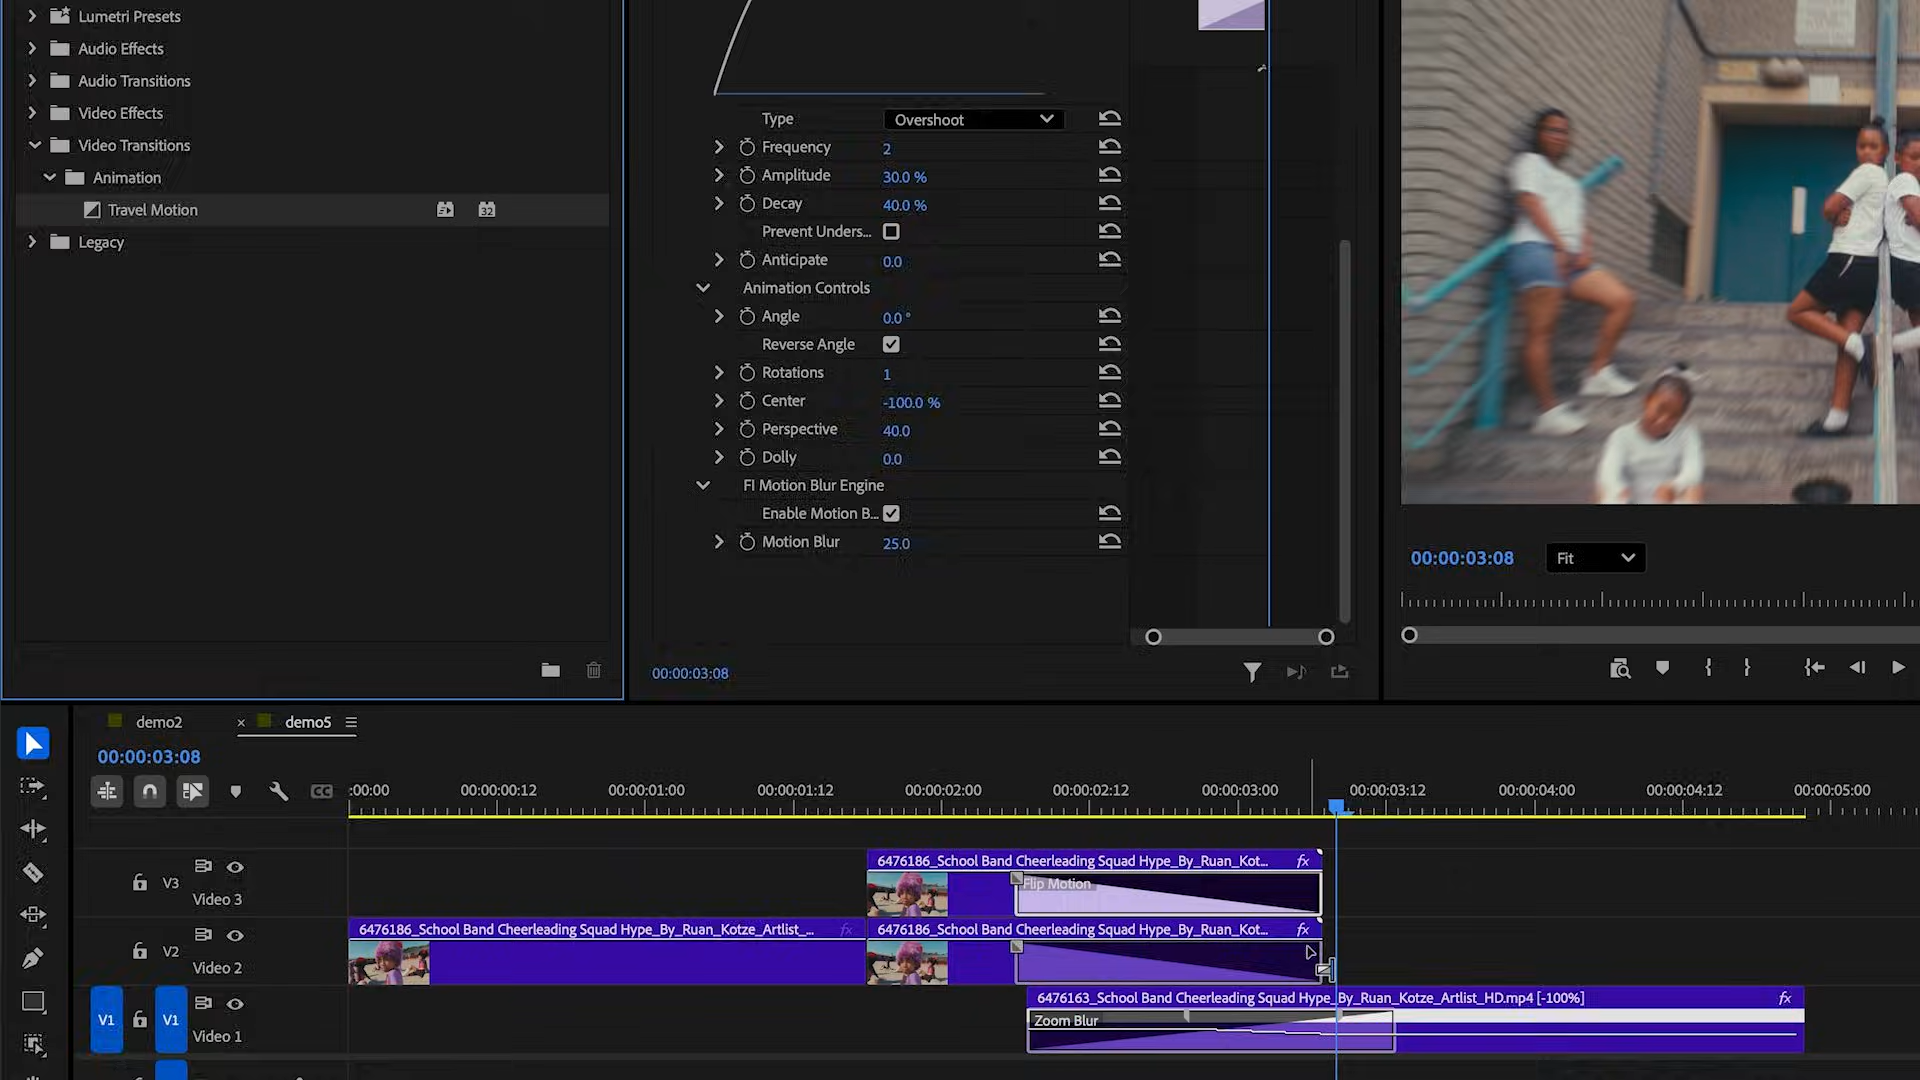 Lumetri Presets
Audio Effects
Audio Transitions
Video Effects
Video Transitions
Animation
Travel Motion
32
Legacy
Type
Overshoot
Frequency
2
Amplitude
30.0 %
Decay
40.0 %
Prevent Unders...
Anticipate
0.0
Animation Controls
Angle
0.0 °
Reverse Angle
Rotations
1
Center
-100.0 %
Perspective
40.0
Dolly
0.0
FI Motion Blur Engine
Enable Motion B...
Motion Blur
25.0
00:00:03:08
00:00:03:08
Fit
demo2
× demo5
00:00:03:08
CC
:00:00
00:00:00:12
00:00:01:00
00:00:01:12
00:00:02:00
00:00:02:12
00:00:03:00
00:00:03:12
00:00:04:00
00:00:04:12
00:00:05:00
V3
Video 3
6476186_School Band Cheerleading Squad Hype_By_Ruan_Kot... fx
Flip Motion
V2
Video 2
6476186_School Band Cheerleading Squad Hype_By_Ruan_Kotze_Artlist_... fx
6476186_School Band Cheerleading Squad Hype_By_Ruan_Kot... fx
V1
V1
Video 1
6476163_School Band Cheerleading Squad Hype_By_Ruan_Kotze_Artlist_HD.mp4 [-100%] fx
Zoom Blur